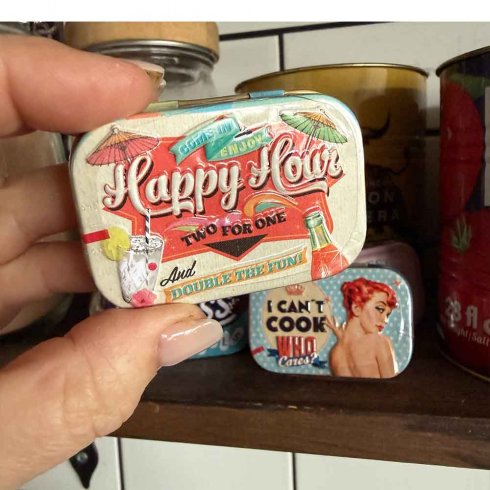 COME IN
ENJOY
Happy Hour
TWO FOR ONE
And
DOUBLE THE FUN!
I CAN'T
COOK
WHO
Cares?